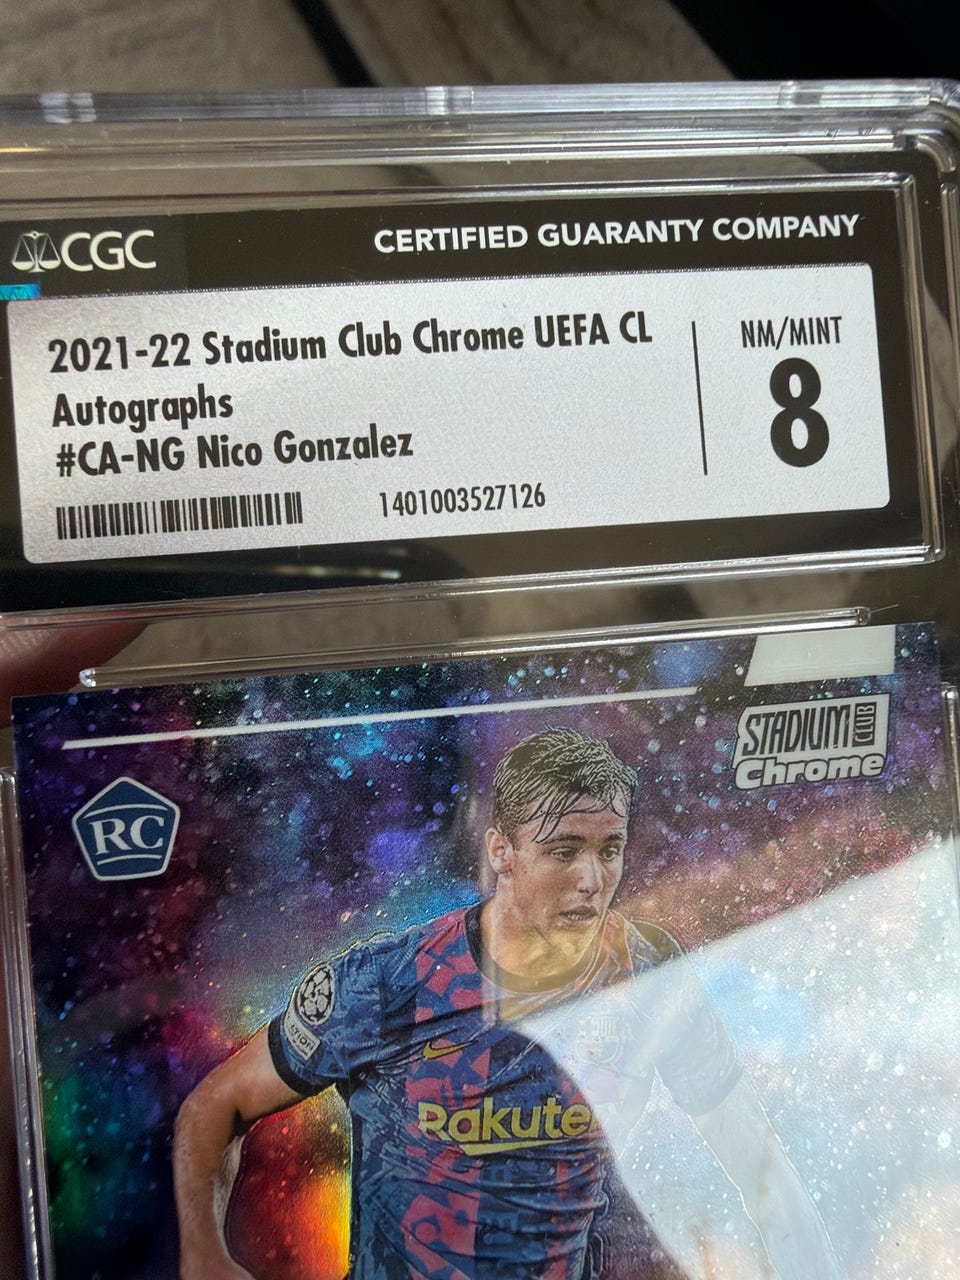 CGC
CERTIFIED GUARANTY COMPANY
2021-22 Stadium Club Chrome UEFA CL
NM/MINT
Autographs
8
#CA-NG Nico Gonzalez
1401003527126
STADIUM CLUB
Chrome
RC
Rakuten